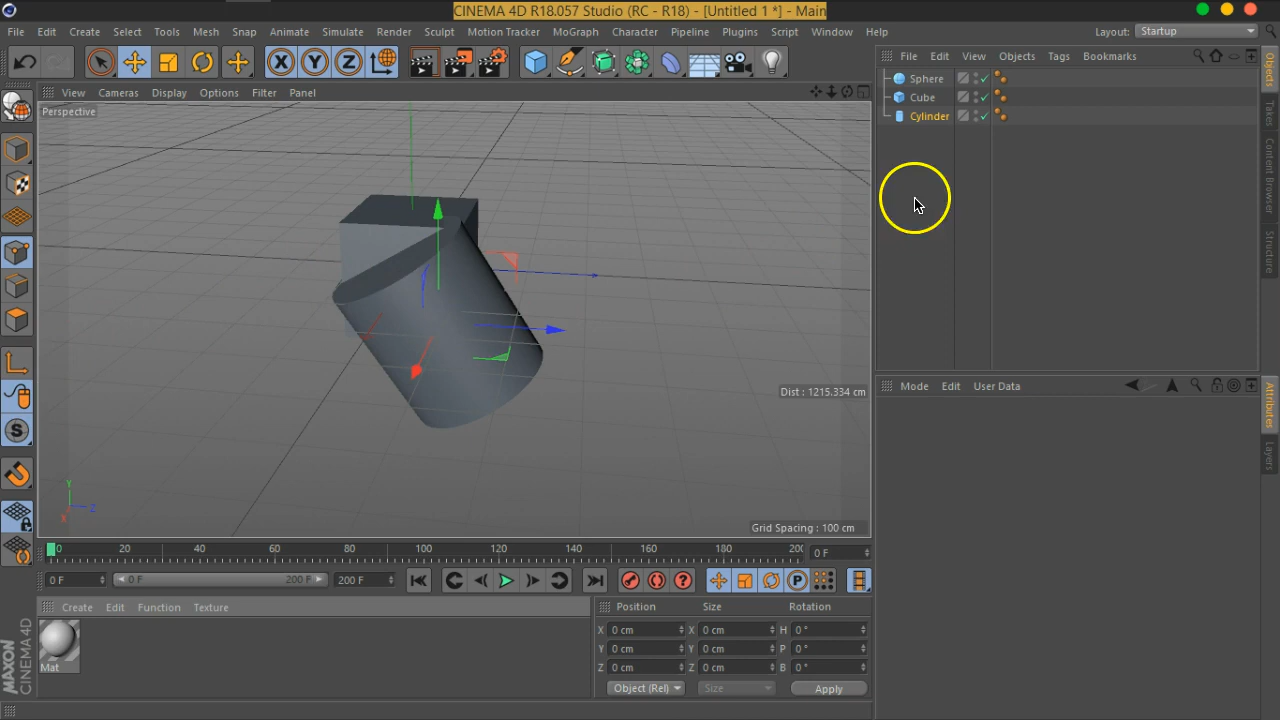 CINEMA 4D R18.057 Studio (RC - R18) - [Untitled 1 *] - Main
File Edit Create Select Tools Mesh Snap Animate Simulate Render Sculpt Motion Tracker MoGraph Character Pipeline Plugins Script Window Help Layout: Startup
X Y Z
File Edit View Objects Tags Bookmarks
View Cameras Display Options Filter Panel
Perspective
Sphere
Cube
Cylinder
Objects
Takes
Content Browser
Structure
Dist : 1215.334 cm
Mode Edit User Data
Attributes
Layers
S
Y
Z
X
Grid Spacing : 100 cm
0 20 40 60 80 100 120 140 160 180 200 0 F
0 F 0 F 200 F 200 F P
Create Edit Function Texture
Position Size Rotation
X 0 cm X 0 cm H 0 °
Y 0 cm Y 0 cm P 0 °
Z 0 cm Z 0 cm B 0 °
Object (Rel) Size Apply
Mat
MAXON
CINEMA 4D